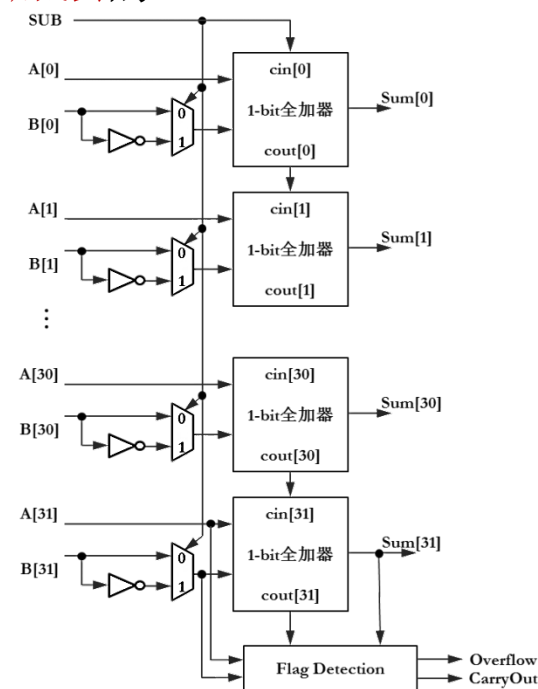 SUB
A[0]
cin[0]
B[0]
0
1
1-bit全加器
Sum[0]
cout[0]
A[1]
cin[1]
B[1]
0
1
1-bit全加器
Sum[1]
cout[1]
⋮
A[30]
cin[30]
B[30]
0
1
1-bit全加器
Sum[30]
cout[30]
A[31]
cin[31]
B[31]
0
1
1-bit全加器
Sum[31]
cout[31]
Flag Detection
Overflow
CarryOut